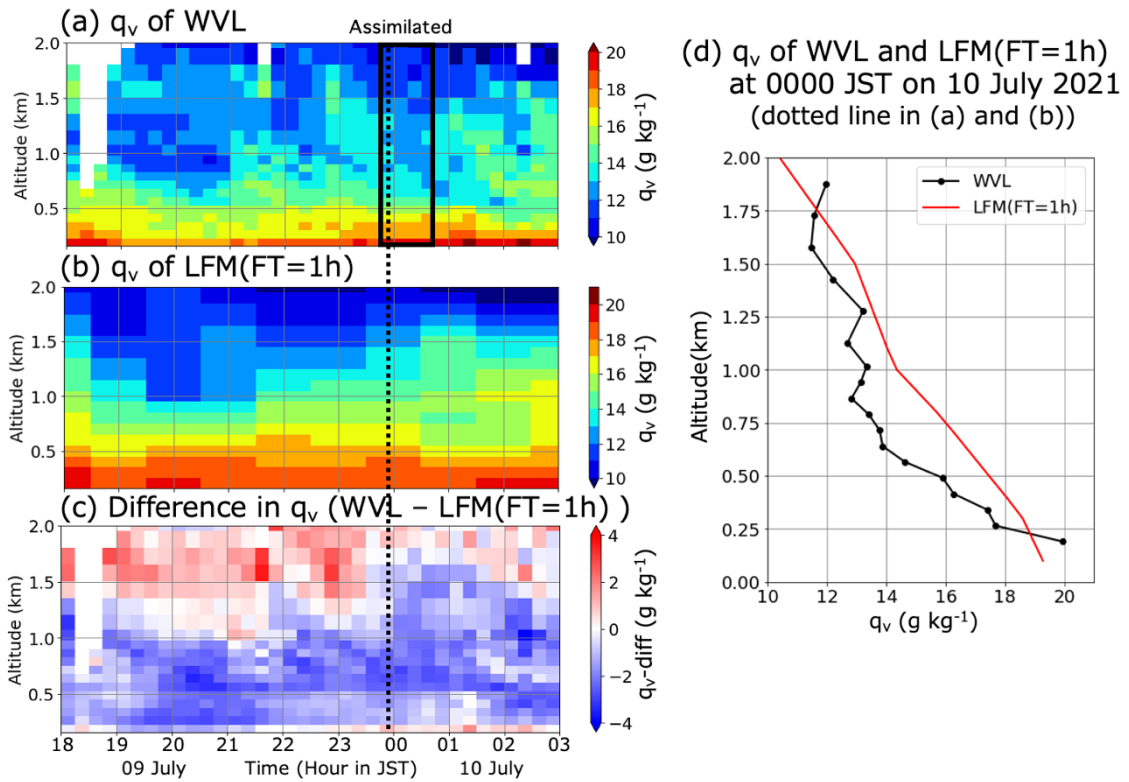 (a) qv of WVL
Assimilated
2.0
1.5
1.0
0.5
Altitude (km)
20
18
16
14
12
10
qv (g kg-1)
(b) qv of LFM(FT=1h)
2.0
1.5
1.0
0.5
Altitude (km)
20
18
16
14
12
10
qv (g kg-1)
(c) Difference in qv (WVL – LFM(FT=1h) )
2.0
1.5
1.0
0.5
Altitude (km)
4
2
0
−2
−4
qv-diff (g kg-1)
18 19 20 21 22 23 00 01 02 03
09 July Time (Hour in JST) 10 July
(d) qv of WVL and LFM(FT=1h)
at 0000 JST on 10 July 2021
(dotted line in (a) and (b))
2.00
1.75
1.50
1.25
1.00
0.75
0.50
0.25
0.00
Altitude(km)
WVL
LFM(FT=1h)
10 12 14 16 18 20
qv (g kg-1)